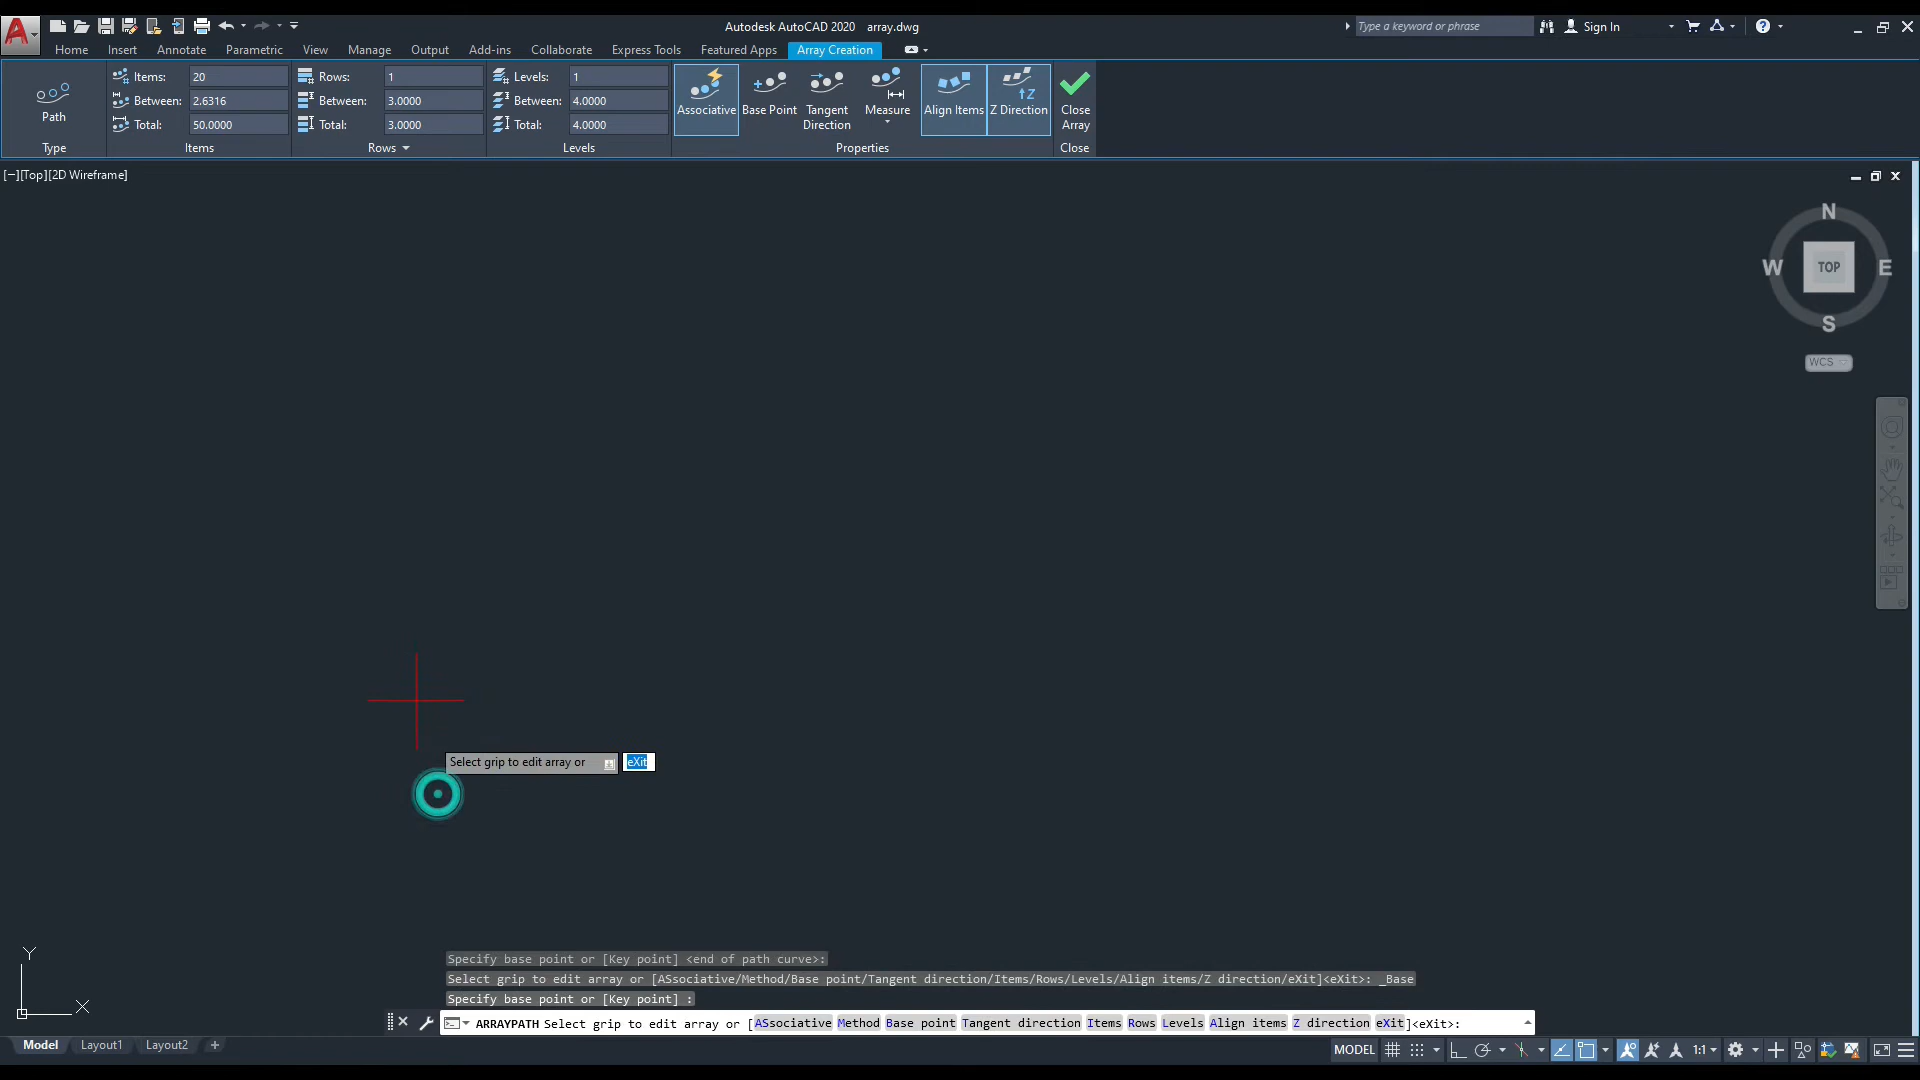 Autodesk AutoCAD 2020 array.dwg
Type a keyword or phrase
Sign In
Home Insert Annotate Parametric View Manage Output Add-ins Collaborate Express Tools Featured Apps Array Creation
Path
Type
Items: 20
Between: 2.6316
Total: 50.0000
Items
Rows: 1
Between: 3.0000
Total: 3.0000
Rows
Levels: 1
Between: 4.0000
Total: 4.0000
Levels
Associative
Base Point
Tangent
Direction
Measure
Align Items
Z Direction
Properties
Close
Array
Close
[−][Top][2D Wireframe]
N
W TOP E
S
WCS
Select grip to edit array or eXit
Y
X
Specify base point or [Key point] <end of path curve>:
Select grip to edit array or [ASsociative/Method/Base point/Tangent direction/Items/Rows/Levels/Align items/Z direction/eXit]<eXit>: _Base
Specify base point or [Key point] :
ARRAYPATH Select grip to edit array or [ASsociative Method Base point Tangent direction Items Rows Levels Align items Z direction eXit]<eXit>:
Model Layout1 Layout2 +
MODEL 1:1